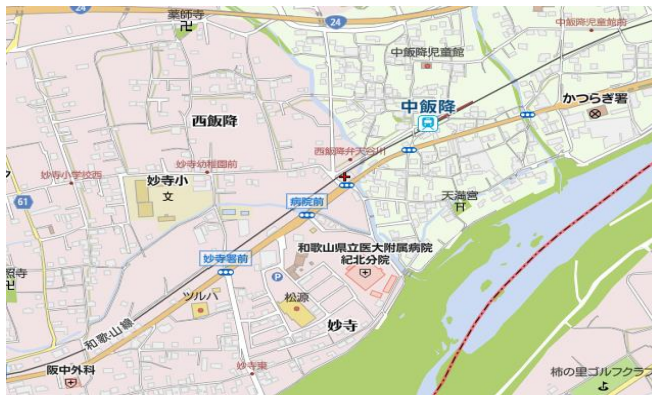 薬師寺
24
24
中飯降児童館前
中飯降児童館
中飯降
かつらぎ署
西飯降
西飯降弁天谷川
妙寺幼稚園前
妙寺小学校西
妙寺小
文
61
病院前
天満宮
妙寺署前
和歌山県立医大附属病院
紀北分院
照寺
P
ツルハ
松源
和歌山線
妙寺
妙寺東
阪中外科
柿の里ゴルフクラブ